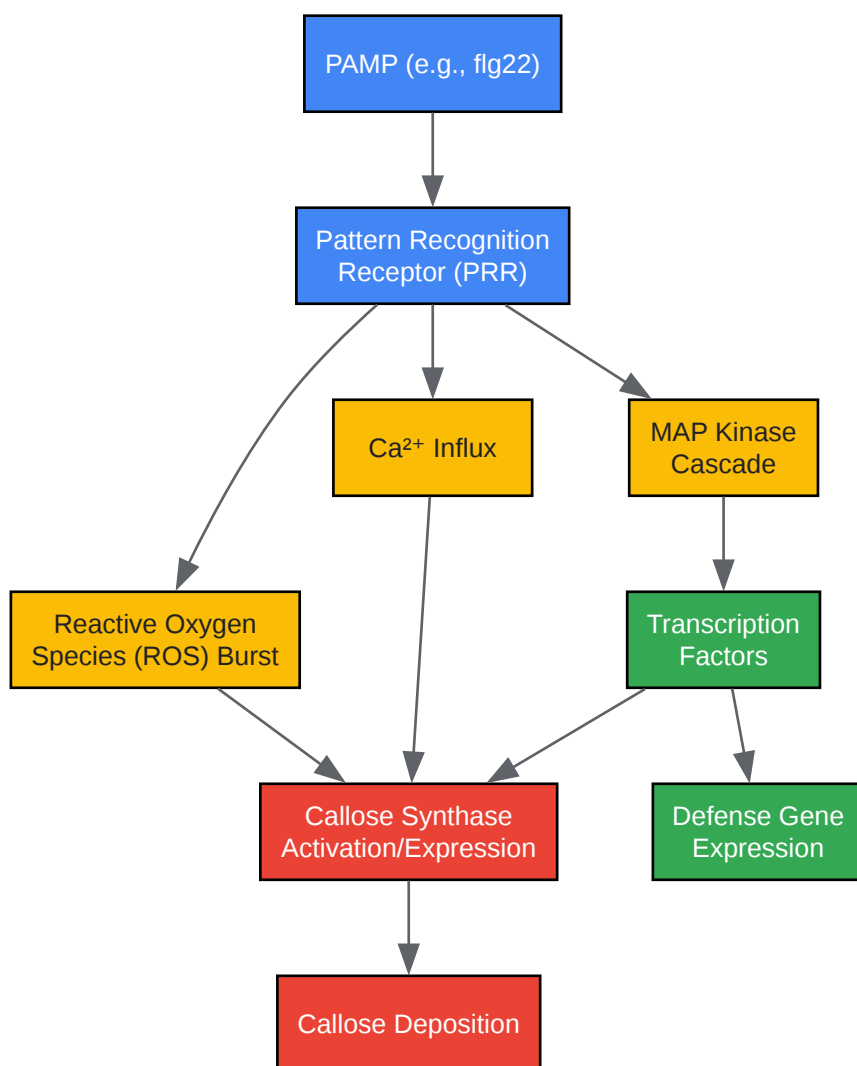 PAMP (e.g., flg22)
Pattern Recognition
Receptor (PRR)
Ca²⁺ Influx
MAP Kinase
Cascade
Reactive Oxygen
Species (ROS) Burst
Transcription
Factors
Callose Synthase
Activation/Expression
Defense Gene
Expression
Callose Deposition